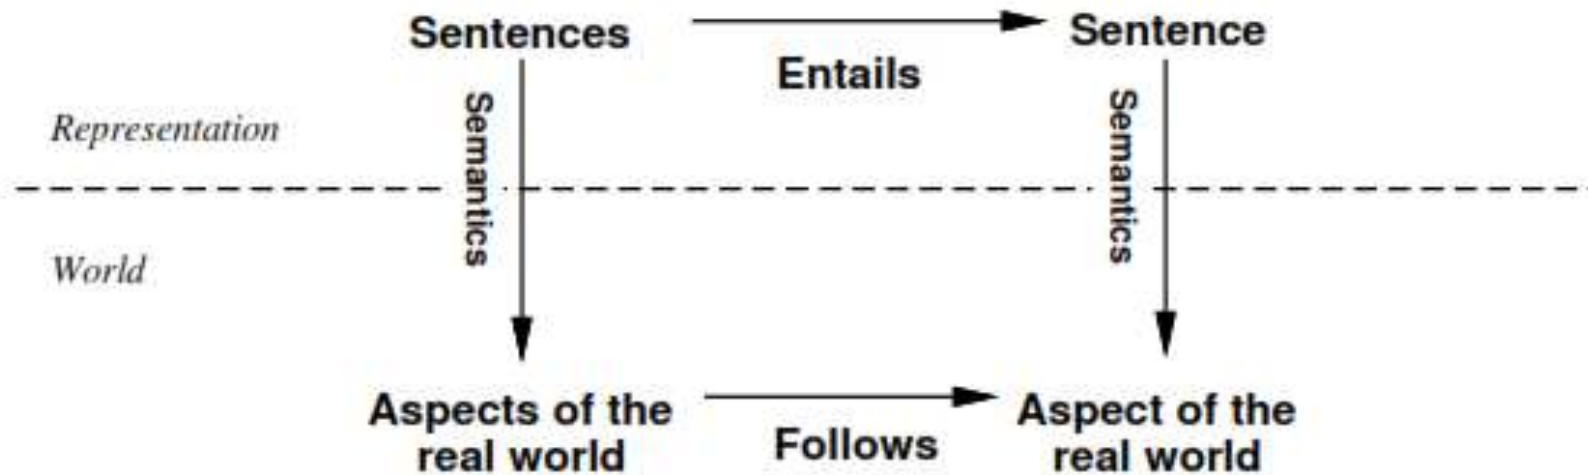 Sentences
Sentence
Entails
Semantics
Semantics
Representation
World
Aspects of the
real world
Follows
Aspect of the
real world